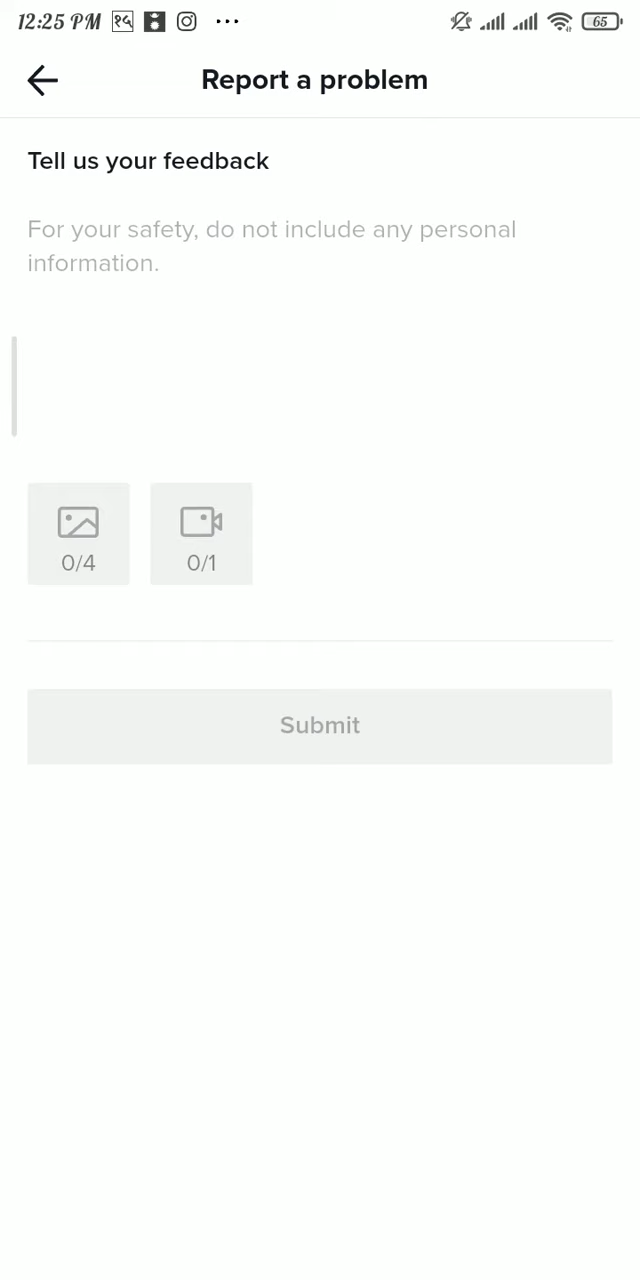 12:25 PM १५ ... 65
Report a problem
Tell us your feedback
For your safety, do not include any personal
information.
0/4 0/1
Submit